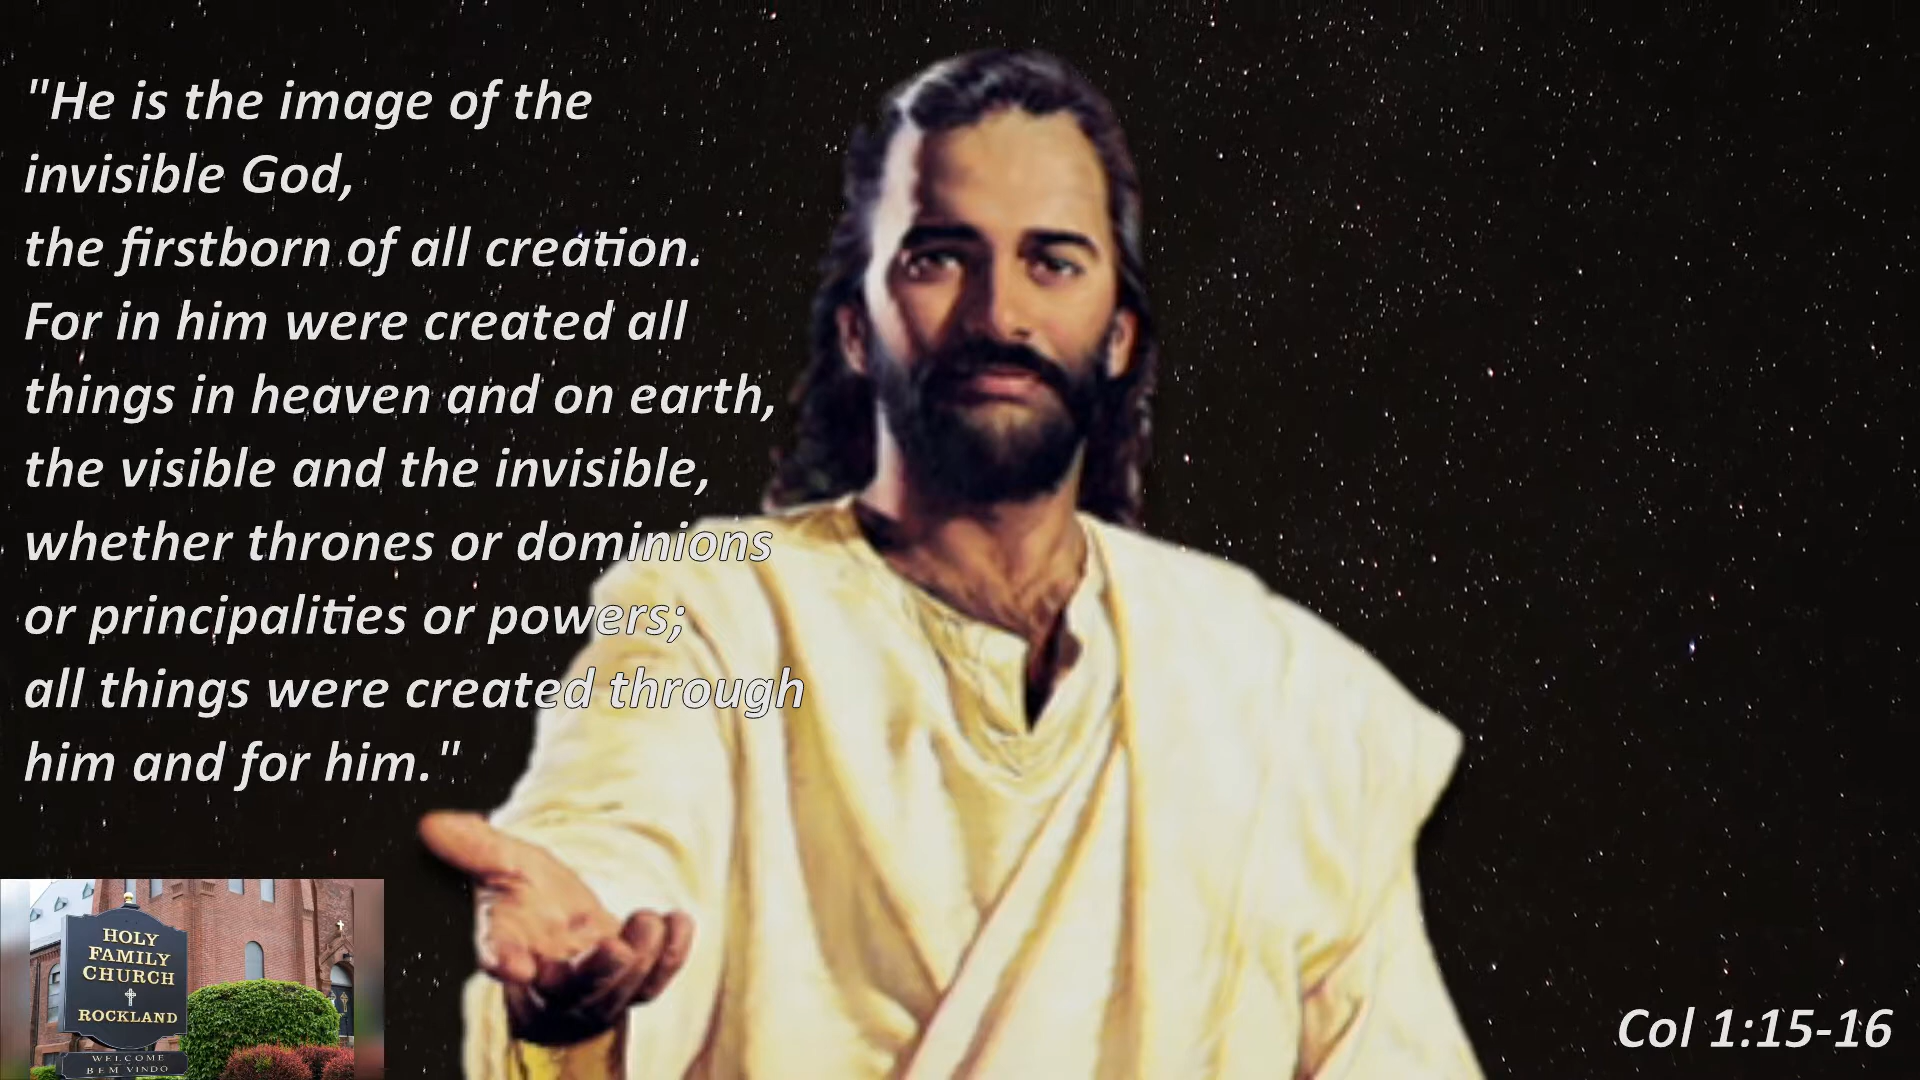 "He is the image of the
invisible God,
the firstborn of all creation.
For in him were created all
things in heaven and on earth,
the visible and the invisible,
whether thrones or dominions
or principalities or powers;
all things were created through
him and for him."
HOLY
FAMILY
CHURCH
ROCKLAND
WELCOME
BEM VINDO
Col 1:15-16